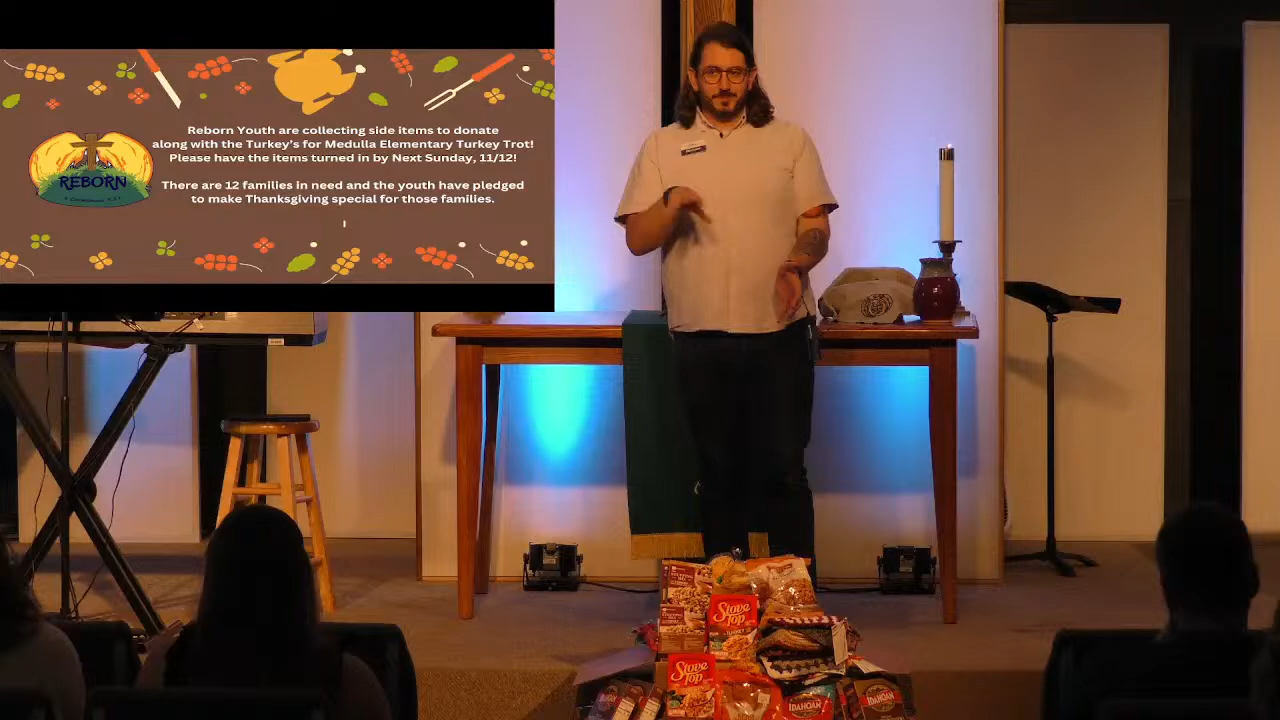 Reborn Youth are collecting side items to donate
along with the Turkey's for Medulla Elementary Turkey Trot!
Please have the items turned in by Next Sunday, 11/12!
There are 12 families in need and the youth have pledged
to make Thanksgiving special for those families.
REBORN
Stove
Top
Stove
Top
IDAHOAN
IDAHOAN